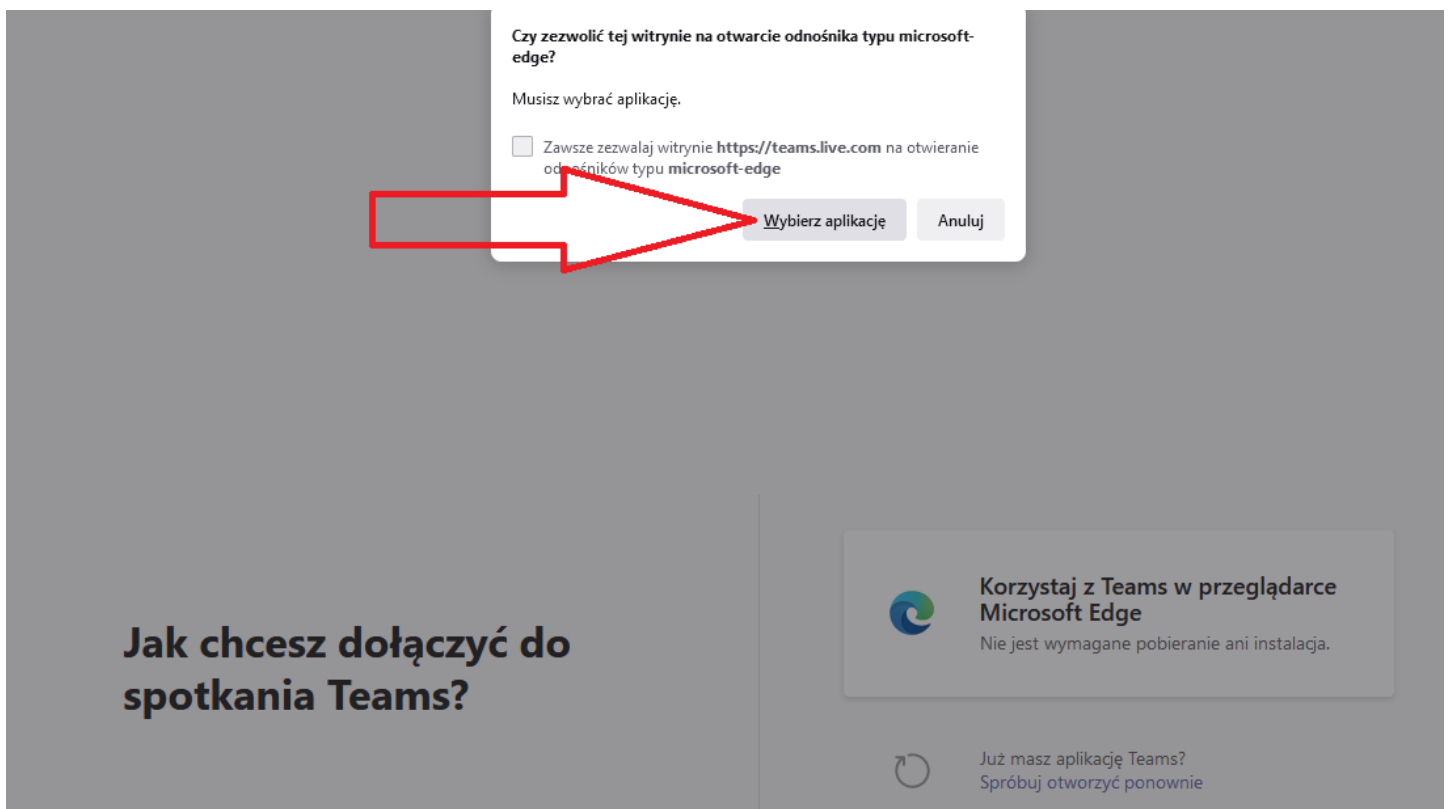 Czy zezwolić tej witrynie na otwarcie odnośnika typu microsoft-
edge?
Musisz wybrać aplikację.
Zawsze zezwalaj witrynie https://teams.live.com na otwieranie
odnośników typu microsoft-edge
Wybierz aplikację
Anuluj
Jak chcesz dołączyć do
spotkania Teams?
Korzystaj z Teams w przeglądarce
Microsoft Edge
Nie jest wymagane pobieranie ani instalacja.
Już masz aplikację Teams?
Spróbuj otworzyć ponownie